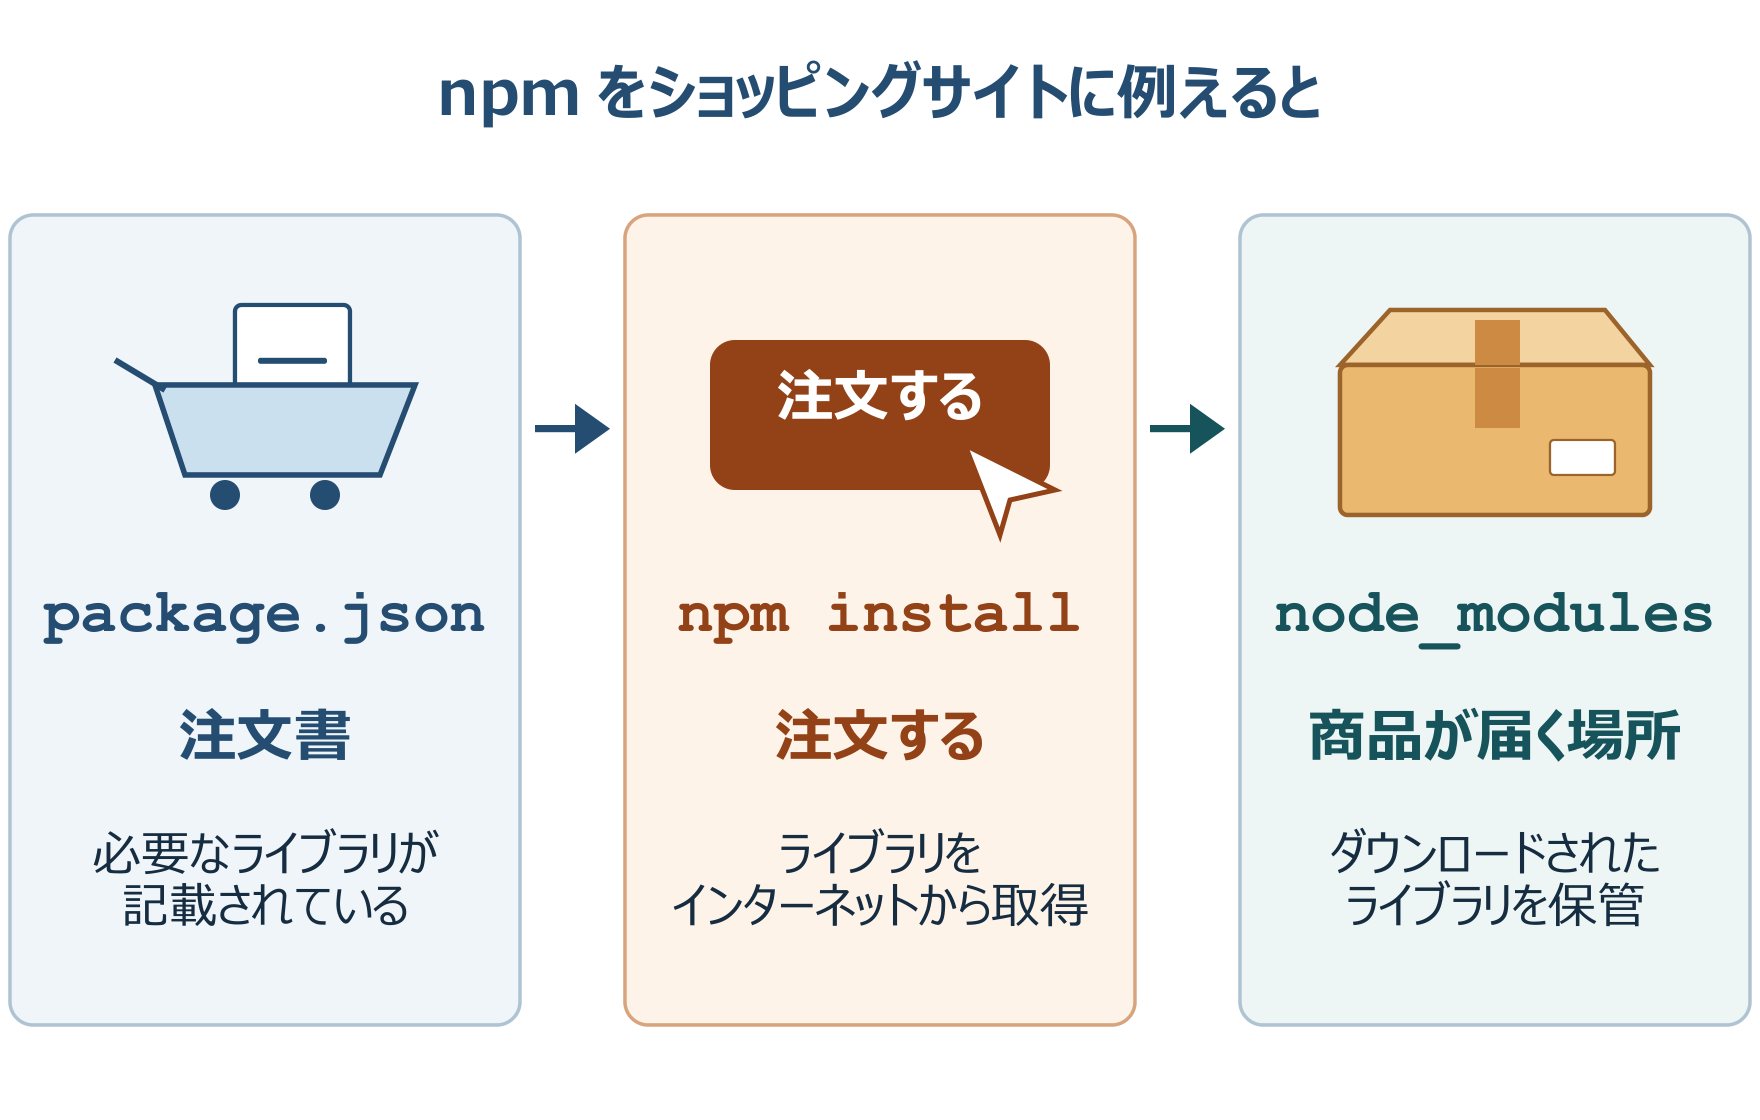 npm をショッピングサイトに例えると
注文する
package.json
注文書
必要なライブラリが
記載されている
npm install
注文する
ライブラリを
インターネットから取得
node_modules
商品が届く場所
ダウンロードされた
ライブラリを保管